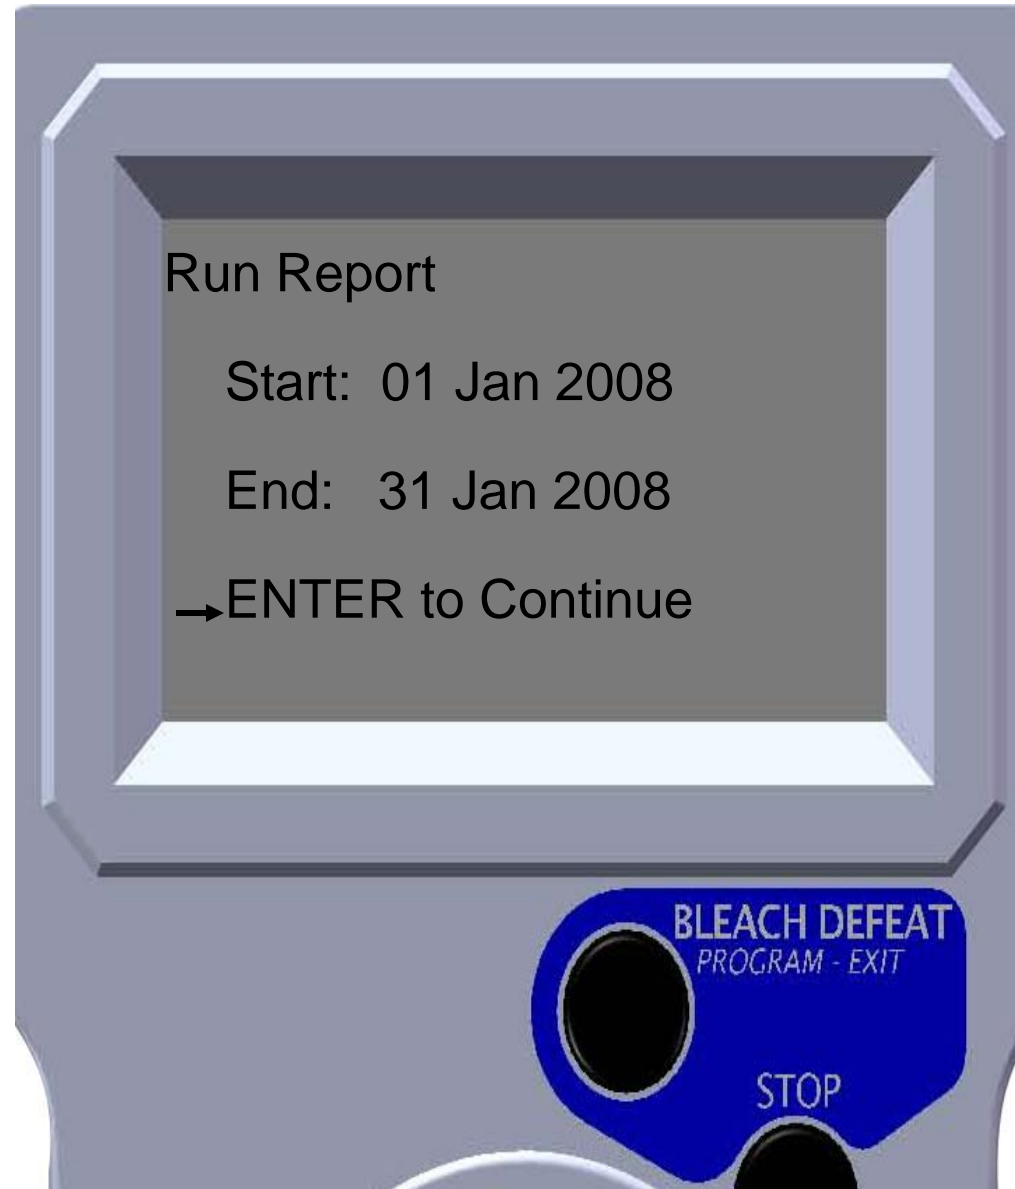 Run Report
Start: 01 Jan 2008
End: 31 Jan 2008
→ENTER to Continue
BLEACH DEFEAT
PROGRAM - EXIT
STOP